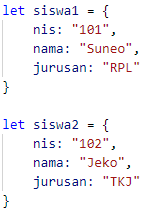 let siswa1 = {
    nis: "101",
    nama: "Suneo",
    jurusan: "RPL"
}
let siswa2 = {
    nis: "102",
    nama: "Jeko",
    jurusan: "TKJ"
}